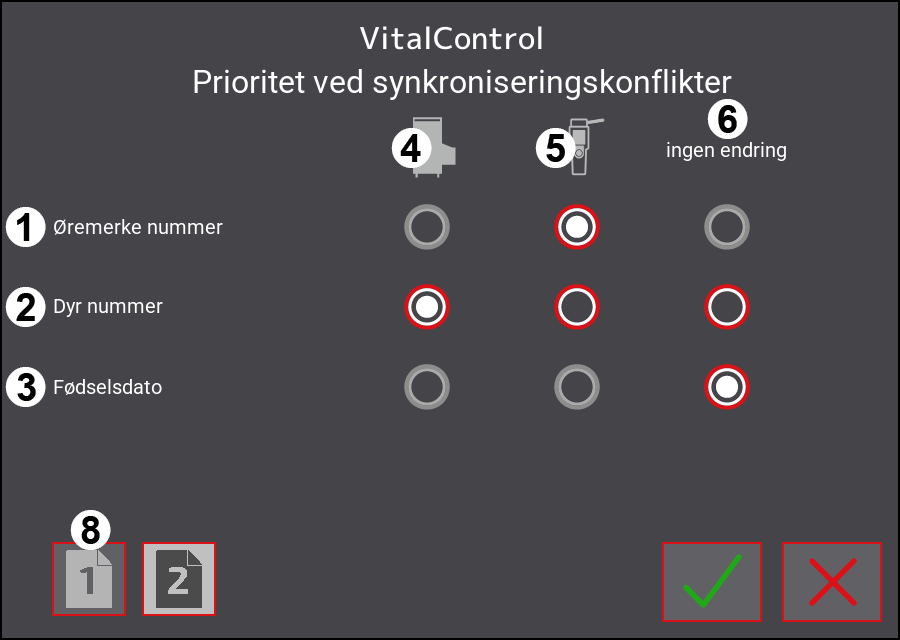 VitalControl
Prioritet ved synkroniseringskonflikter
6
4
5
ingen endring
1 Øremerke nummer
2 Dyr nummer
3 Fødselsdato
8
1
2